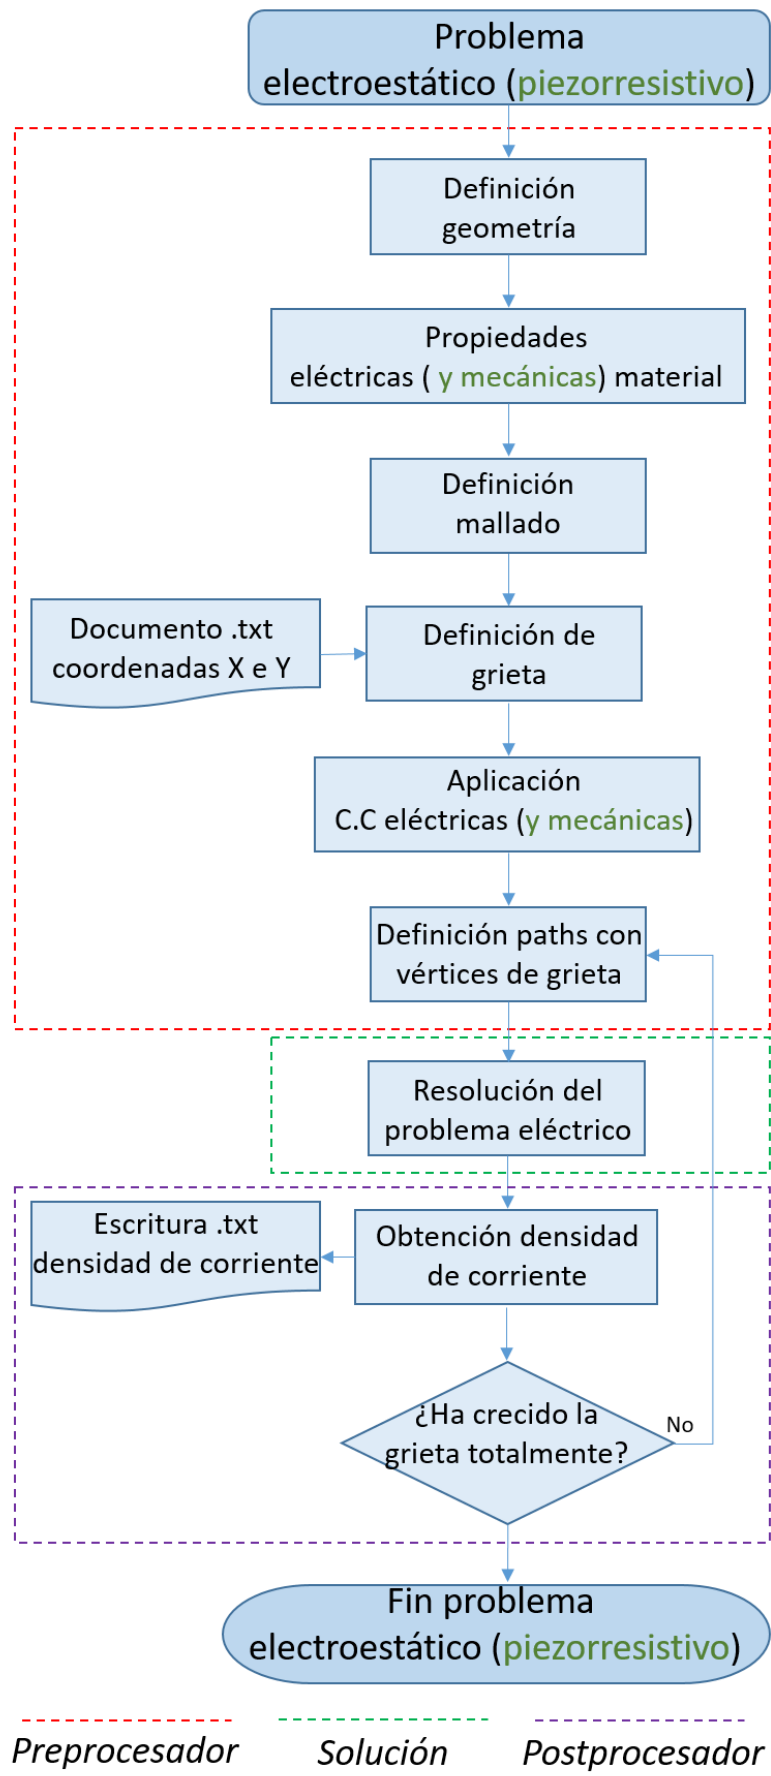 Problema
electroestático (piezorresistivo)
Definición
geometría
Propiedades
eléctricas ( y mecánicas) material
Definición
mallado
Documento .txt
coordenadas X e Y
Definición de
grieta
Aplicación
C.C eléctricas (y mecánicas)
Definición paths con
vértices de grieta
Resolución del
problema eléctrico
Escritura .txt
densidad de corriente
Obtención densidad
de corriente
¿Ha crecido la
grieta totalmente?
No
Fin problema
electroestático (piezorresistivo)
Preprocesador
Solución
Postprocesador